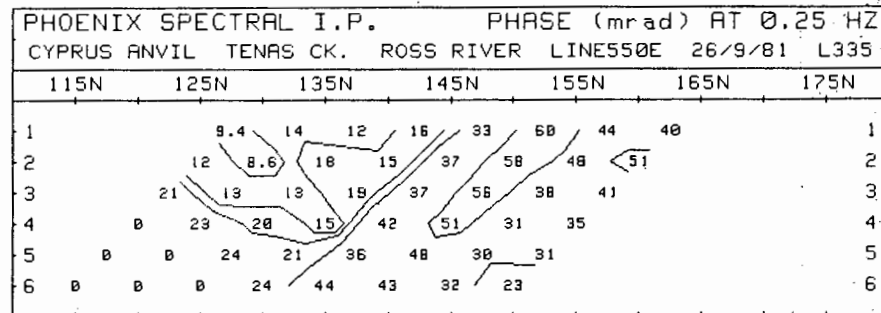 PHOENIX SPECTRAL I.P. PHASE (mrad) AT 0.25 HZ
CYPRUS ANVIL TENAS CK. ROSS RIVER LINE550E 26/9/81 L335
115N 125N 135N 145N 155N 165N 175N
1 9.4 14 12 16 33 60 44 40 1
2 12 8.6 18 15 37 58 48 51 2
3 21 13 13 19 37 56 38 41 3
4 0 23 20 15 42 51 31 35 4
5 0 0 24 21 36 48 30 31 5
6 0 0 0 24 44 43 32 23 6